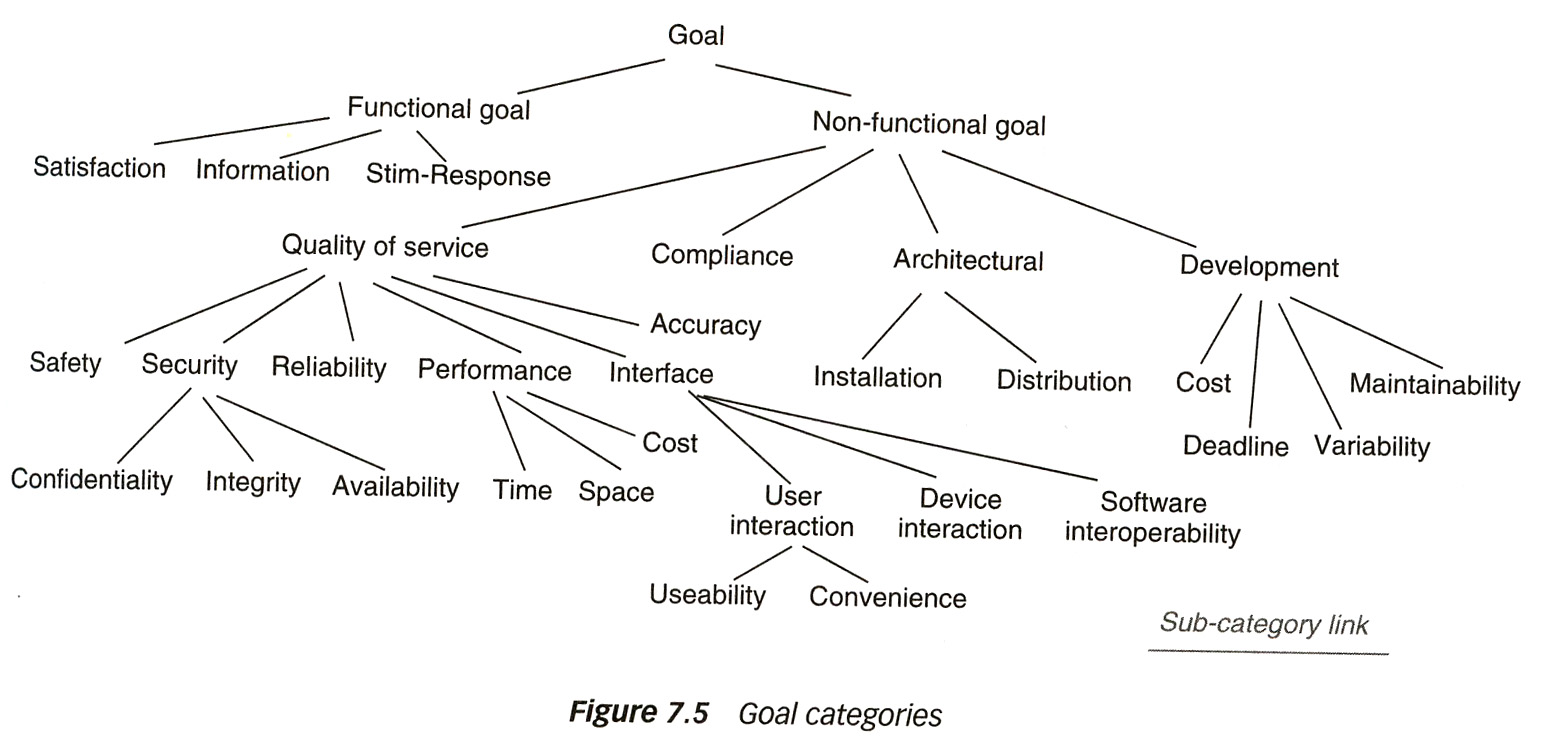 Goal
Functional goal
Non-functional goal
Satisfaction Information Stim-Response
Quality of service
Compliance
Architectural
Development
Accuracy
Safety Security Reliability Performance Interface
Installation Distribution Cost Maintainability
Cost
Deadline Variability
Confidentiality Integrity Availability Time Space
User
interaction
Device
interaction
Software
interoperability
Useability Convenience
Sub-category link
Figure 7.5 Goal categories